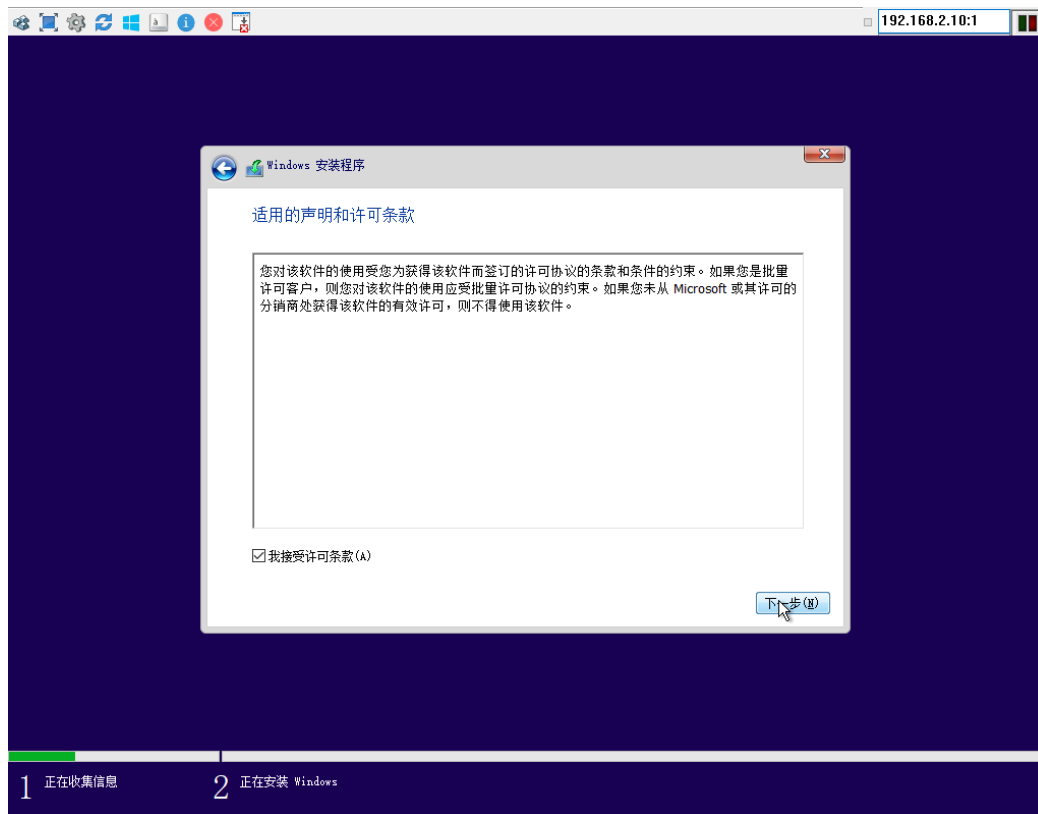 192.168.2.10:1
Windows 安装程序
适用的声明和许可条款
您对该软件的使用受您为获得该软件而签订的许可协议的条款和条件的约束。如果您是批量
许可客户，则您对该软件的使用应受批量许可协议的约束。如果您未从 Microsoft 或其许可的
分销商处获得该软件的有效许可，则不得使用该软件。
我接受许可条款(A)
下一步(N)
1 正在收集信息
2 正在安装 Windows